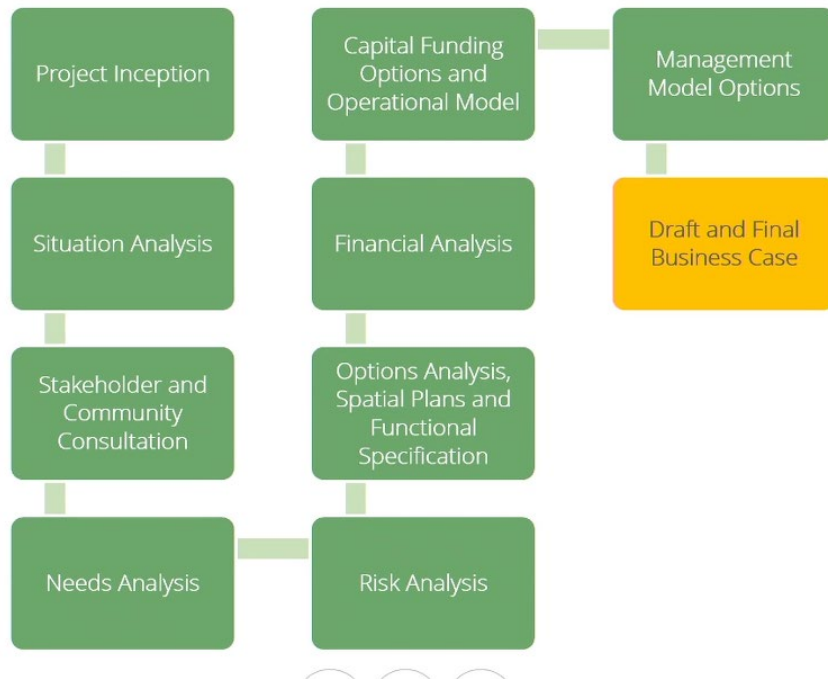 Project Inception
Situation Analysis
Stakeholder and
Community
Consultation
Needs Analysis
Risk Analysis
Options Analysis,
Spatial Plans and
Functional
Specification
Financial Analysis
Capital Funding
Options and
Operational Model
Management
Model Options
Draft and Final
Business Case